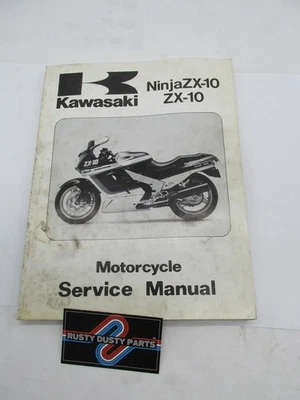 Kawasaki
NinjaZX-10
ZX-10
ZX-10
Motorcycle
Service Manual
RUSTY DUSTY PARTS